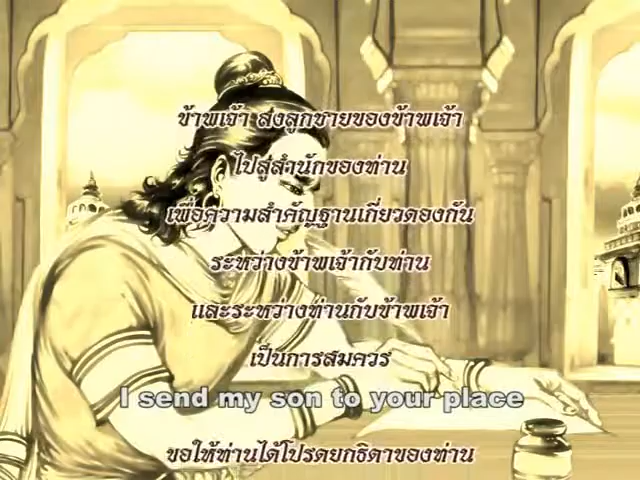 ข้าพเจ้า ส่งลูกชายของข้าพเจ้า
ไปสู่สำนักของท่าน
เพื่อความสำคัญฐานเกี่ยวดองกัน
ระหว่างข้าพเจ้ากับท่าน
และระหว่างท่านกับข้าพเจ้า
เป็นการสมควร
I send my son to your place
ขอให้ท่านได้โปรดยกธิดาของท่าน